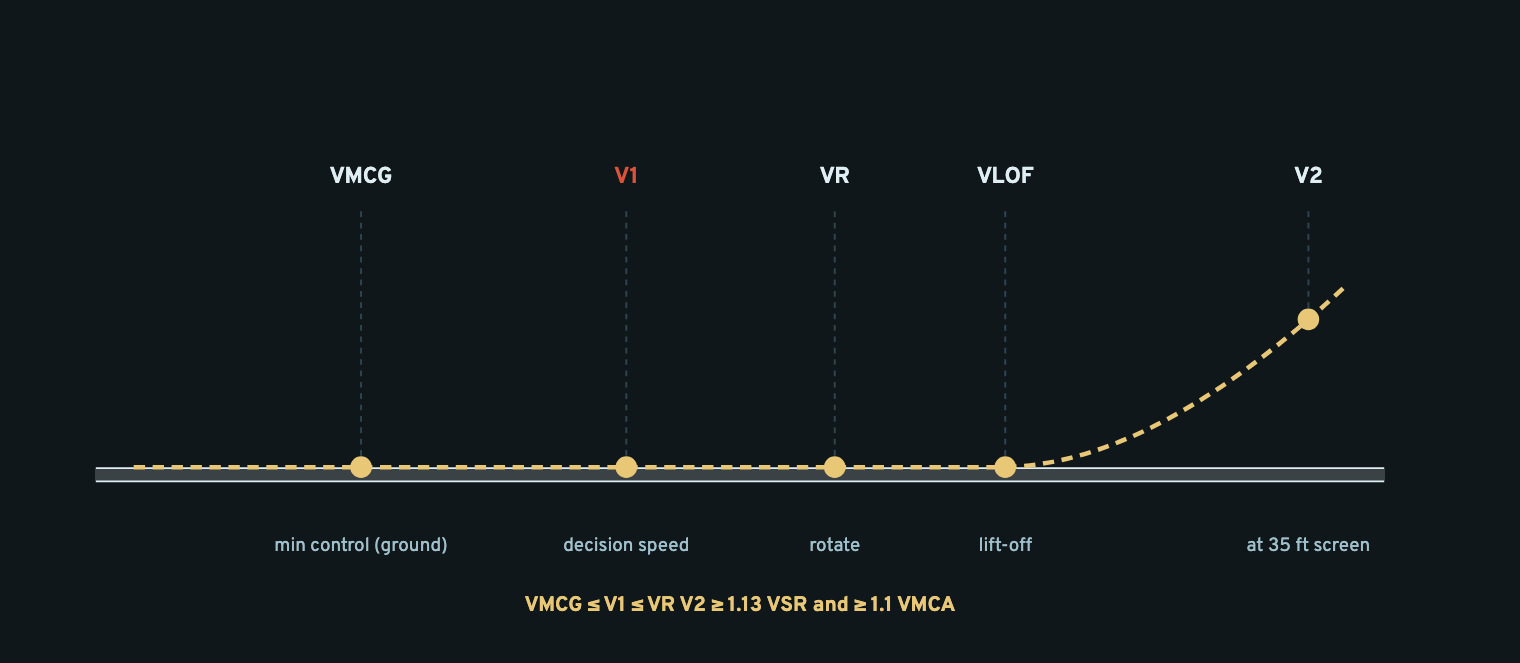 VMCG V1 VR VLOF V2
min control (ground) decision speed rotate lift-off at 35 ft screen
VMCG ≤ V1 ≤ VR V2 ≥ 1.13 VSR and ≥ 1.1 VMCA